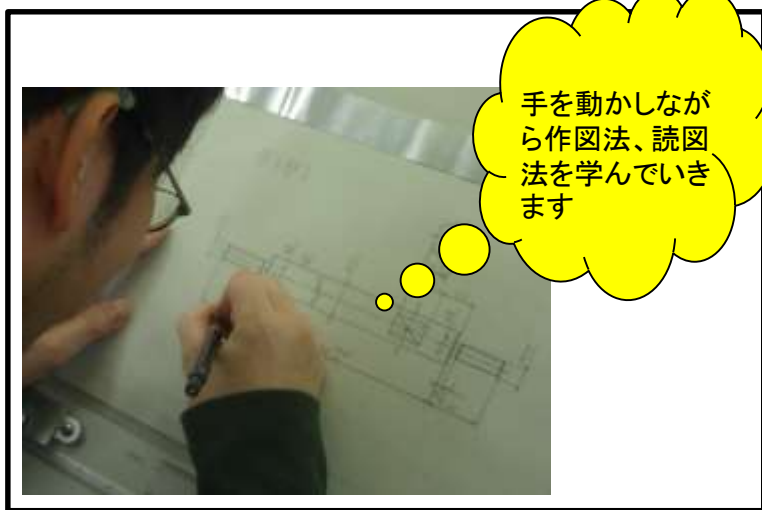 手を動かしなが
ら作図法、読図
法を学んでいき
ます